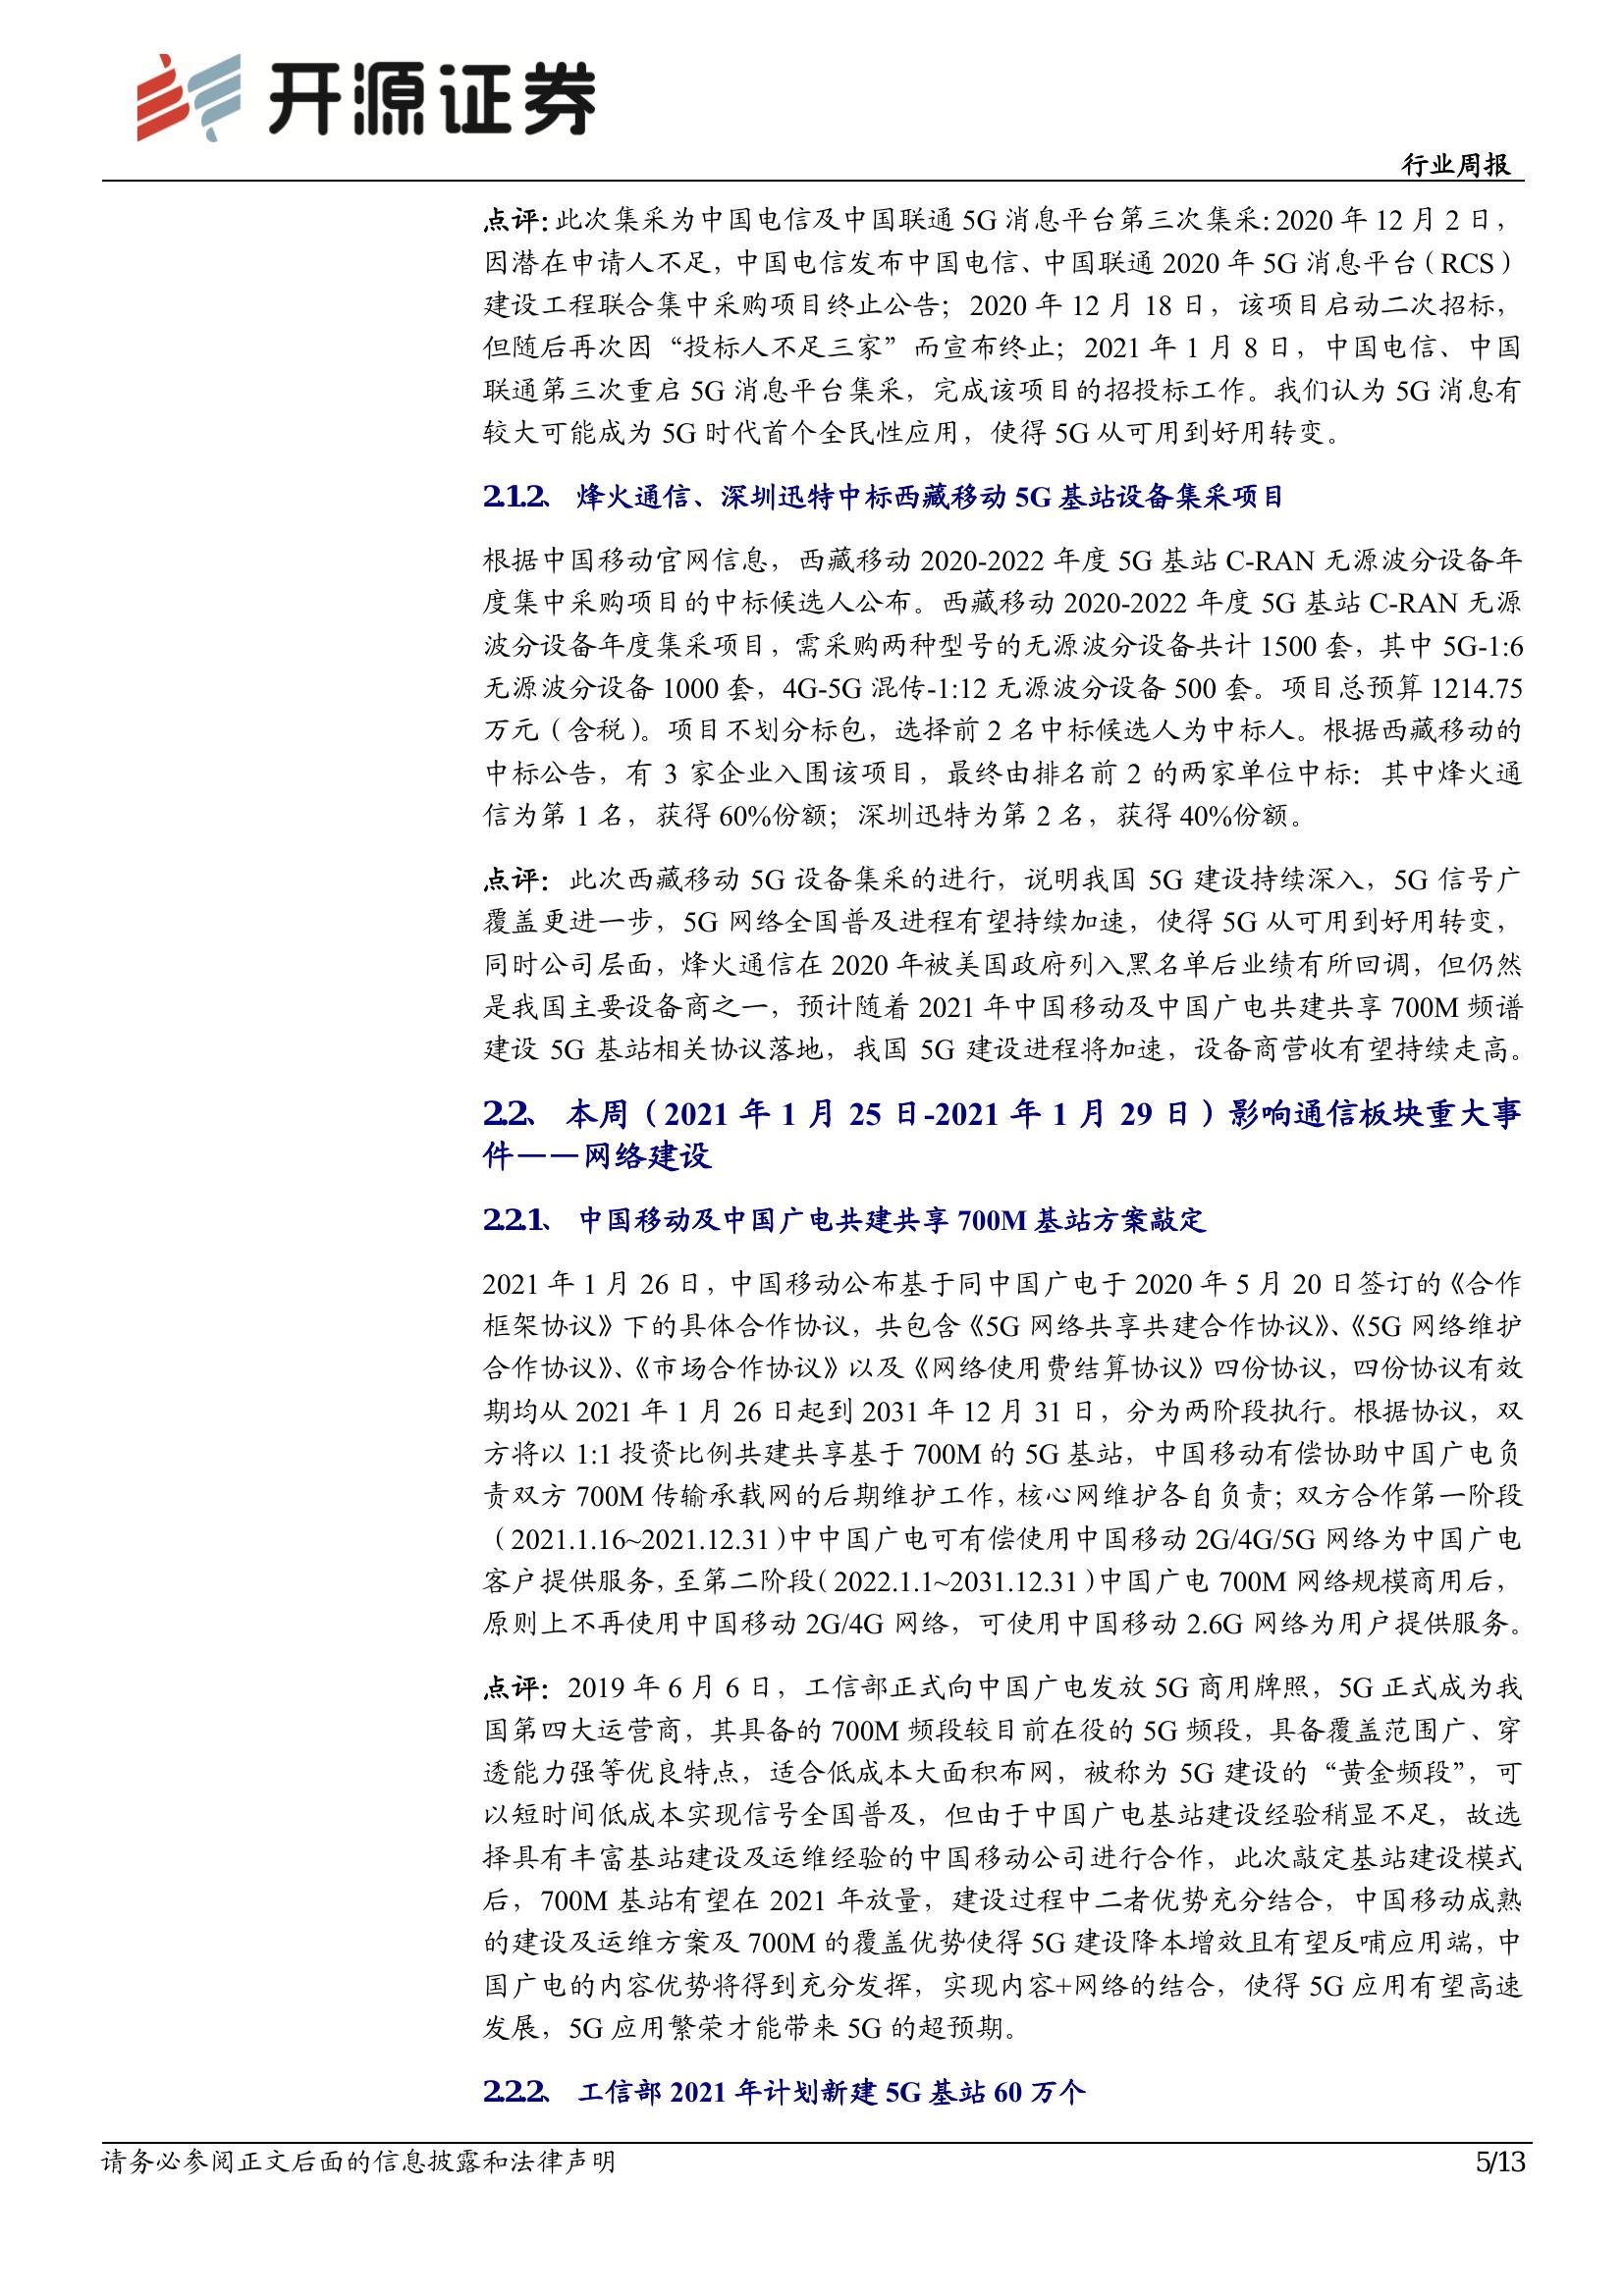 开源证券
行业周报
点评：此次集采为中国电信及中国联通 5G 消息平台第三次集采：2020 年 12 月 2 日，
因潜在申请人不足，中国电信发布中国电信、中国联通 2020 年 5G 消息平台（RCS）
建设工程联合集中采购项目终止公告；2020 年 12 月 18 日，该项目启动二次招标，
但随后再次因“投标人不足三家”而宣布终止；2021 年 1 月 8 日，中国电信、中国
联通第三次重启 5G 消息平台集采，完成该项目的招投标工作。我们认为 5G 消息有
较大可能成为 5G 时代首个全民性应用，使得 5G 从可用到好用转变。
2.1.2、 烽火通信、深圳迅特中标西藏移动 5G 基站设备集采项目
根据中国移动官网信息，西藏移动 2020-2022 年度 5G 基站 C-RAN 无源波分设备年
度集中采购项目的中标候选人公布。西藏移动 2020-2022 年度 5G 基站 C-RAN 无源
波分设备年度集采项目，需采购两种型号的无源波分设备共计 1500 套，其中 5G-1:6
无源波分设备 1000 套，4G-5G 混传-1:12 无源波分设备 500 套。项目总预算 1214.75
万元（含税）。项目不划分标包，选择前 2 名中标候选人为中标人。根据西藏移动的
中标公告，有 3 家企业入围该项目，最终由排名前 2 的两家单位中标：其中烽火通
信为第 1 名，获得 60%份额；深圳迅特为第 2 名，获得 40%份额。
点评：此次西藏移动 5G 设备集采的进行，说明我国 5G 建设持续深入，5G 信号广
覆盖更进一步，5G 网络全国普及进程有望持续加速，使得 5G 从可用到好用转变，
同时公司层面，烽火通信在 2020 年被美国政府列入黑名单后业绩有所回调，但仍然
是我国主要设备商之一，预计随着 2021 年中国移动及中国广电共建共享 700M 频谱
建设 5G 基站相关协议落地，我国 5G 建设进程将加速，设备商营收有望持续走高。
2.2、 本周（2021 年 1 月 25 日-2021 年 1 月 29 日）影响通信板块重大事
件——网络建设
2.2.1、 中国移动及中国广电共建共享 700M 基站方案敲定
2021 年 1 月 26 日，中国移动公布基于同中国广电于 2020 年 5 月 20 日签订的《合作
框架协议》下的具体合作协议，共包含《5G 网络共享共建合作协议》、《5G 网络维护
合作协议》、《市场合作协议》以及《网络使用费结算协议》四份协议，四份协议有效
期均从 2021 年 1 月 26 日起到 2031 年 12 月 31 日，分为两阶段执行。根据协议，双
方将以 1:1 投资比例共建共享基于 700M 的 5G 基站，中国移动有偿协助中国广电负
责双方 700M 传输承载网的后期维护工作，核心网维护各自负责；双方合作第一阶段
（2021.1.16~2021.12.31）中中国广电可有偿使用中国移动 2G/4G/5G 网络为中国广电
客户提供服务，至第二阶段（2022.1.1~2031.12.31）中国广电 700M 网络规模商用后，
原则上不再使用中国移动 2G/4G 网络，可使用中国移动 2.6G 网络为用户提供服务。
点评：2019 年 6 月 6 日，工信部正式向中国广电发放 5G 商用牌照，5G 正式成为我
国第四大运营商，其具备的 700M 频段较目前在役的 5G 频段，具备覆盖范围广、穿
透能力强等优良特点，适合低成本大面积布网，被称为 5G 建设的“黄金频段”，可
以短时间低成本实现信号全国普及，但由于中国广电基站建设经验稍显不足，故选
择具有丰富基站建设及运维经验的中国移动公司进行合作，此次敲定基站建设模式
后，700M 基站有望在 2021 年放量，建设过程中二者优势充分结合，中国移动成熟
的建设及运维方案及 700M 的覆盖优势使得 5G 建设降本增效且有望反哺应用端，中
国广电的内容优势将得到充分发挥，实现内容+网络的结合，使得 5G 应用有望高速
发展，5G 应用繁荣才能带来 5G 的超预期。
2.2.2、 工信部 2021 年计划新建 5G 基站 60 万个
请务必参阅正文后面的信息披露和法律声明
5/13